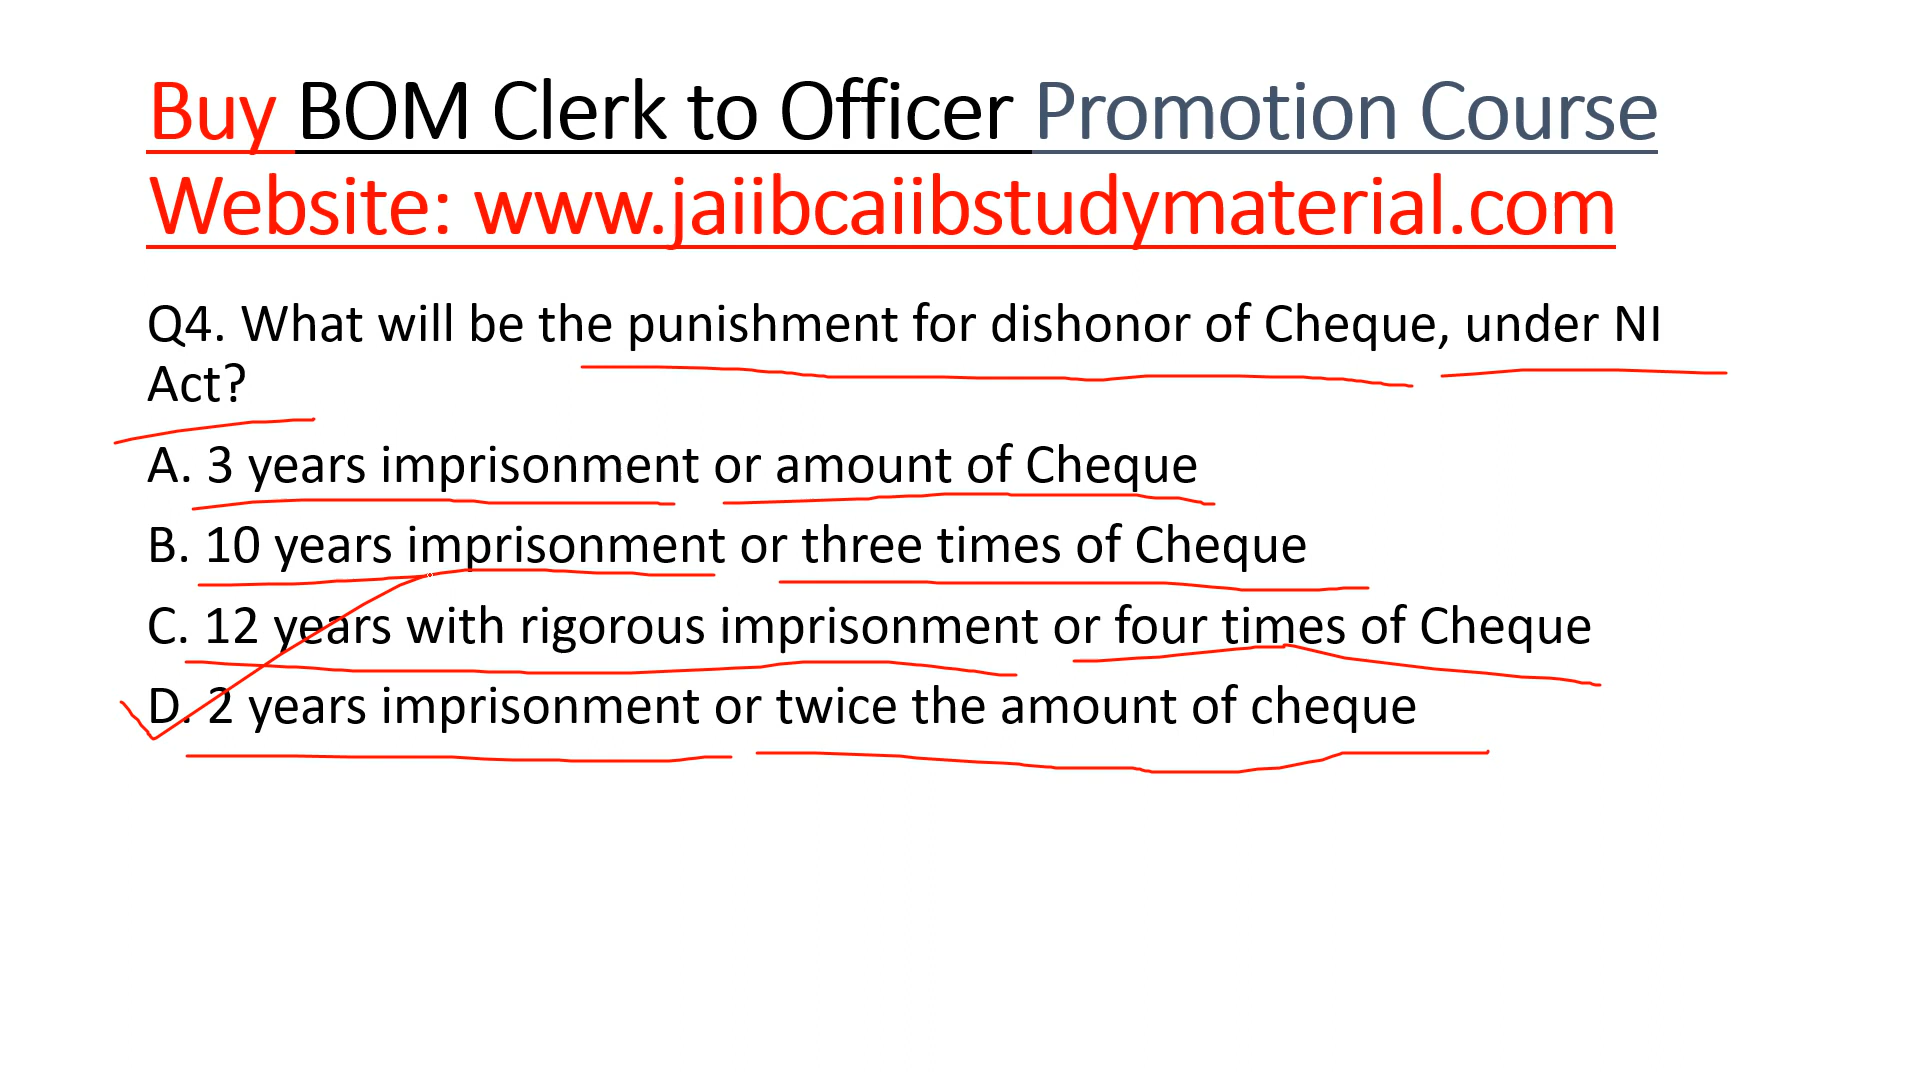 Buy BOM Clerk to Officer Promotion Course
Website: www.jaiibcaiibstudymaterial.com
Q4. What will be the punishment for dishonor of Cheque, under NI
Act?
A. 3 years imprisonment or amount of Cheque
B. 10 years imprisonment or three times of Cheque
C. 12 years with rigorous imprisonment or four times of Cheque
D. 2 years imprisonment or twice the amount of cheque